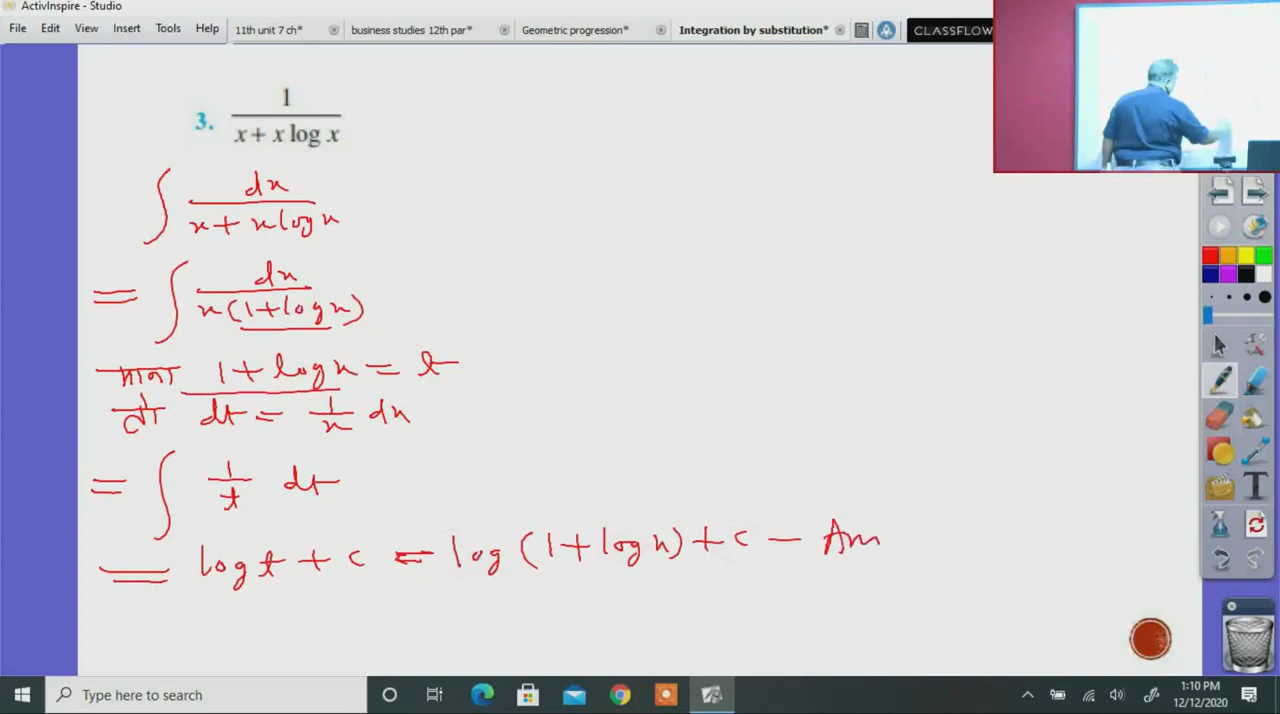 ActivInspire - Studio
File Edit View Insert Tools Help 11th unit 7 ch* business studies 12th par* Geometric progression* Integration by substitution* CLASSFLOW
3. 1/(x + x log x)
∫ dx/(x + x log x)
= ∫ dx/(x(1 + log x))
माना 1 + log x = t
तो dt = 1/x dx
= ∫ 1/t dt
= log t + c = log (1 + log x) + c - Ans
Type here to search
1:10 PM
12/12/2020